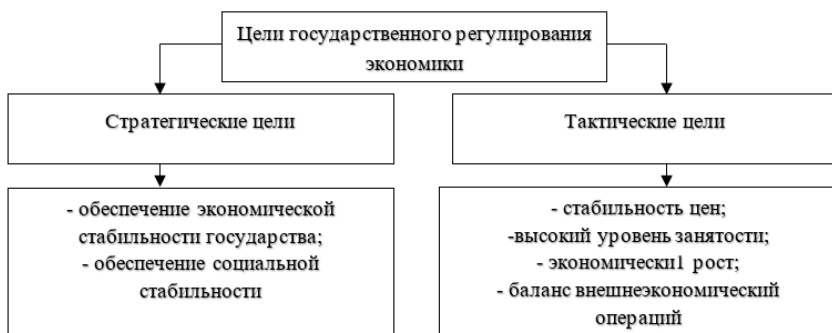 Цели государственного регулирования
экономики
Стратегические цели
Тактические цели
- обеспечение экономической
стабильности государства;
- обеспечение социальной
стабильности
- стабильность цен;
-высокий уровень занятости;
- экономически1 рост;
- баланс внешнеэкономический
операций